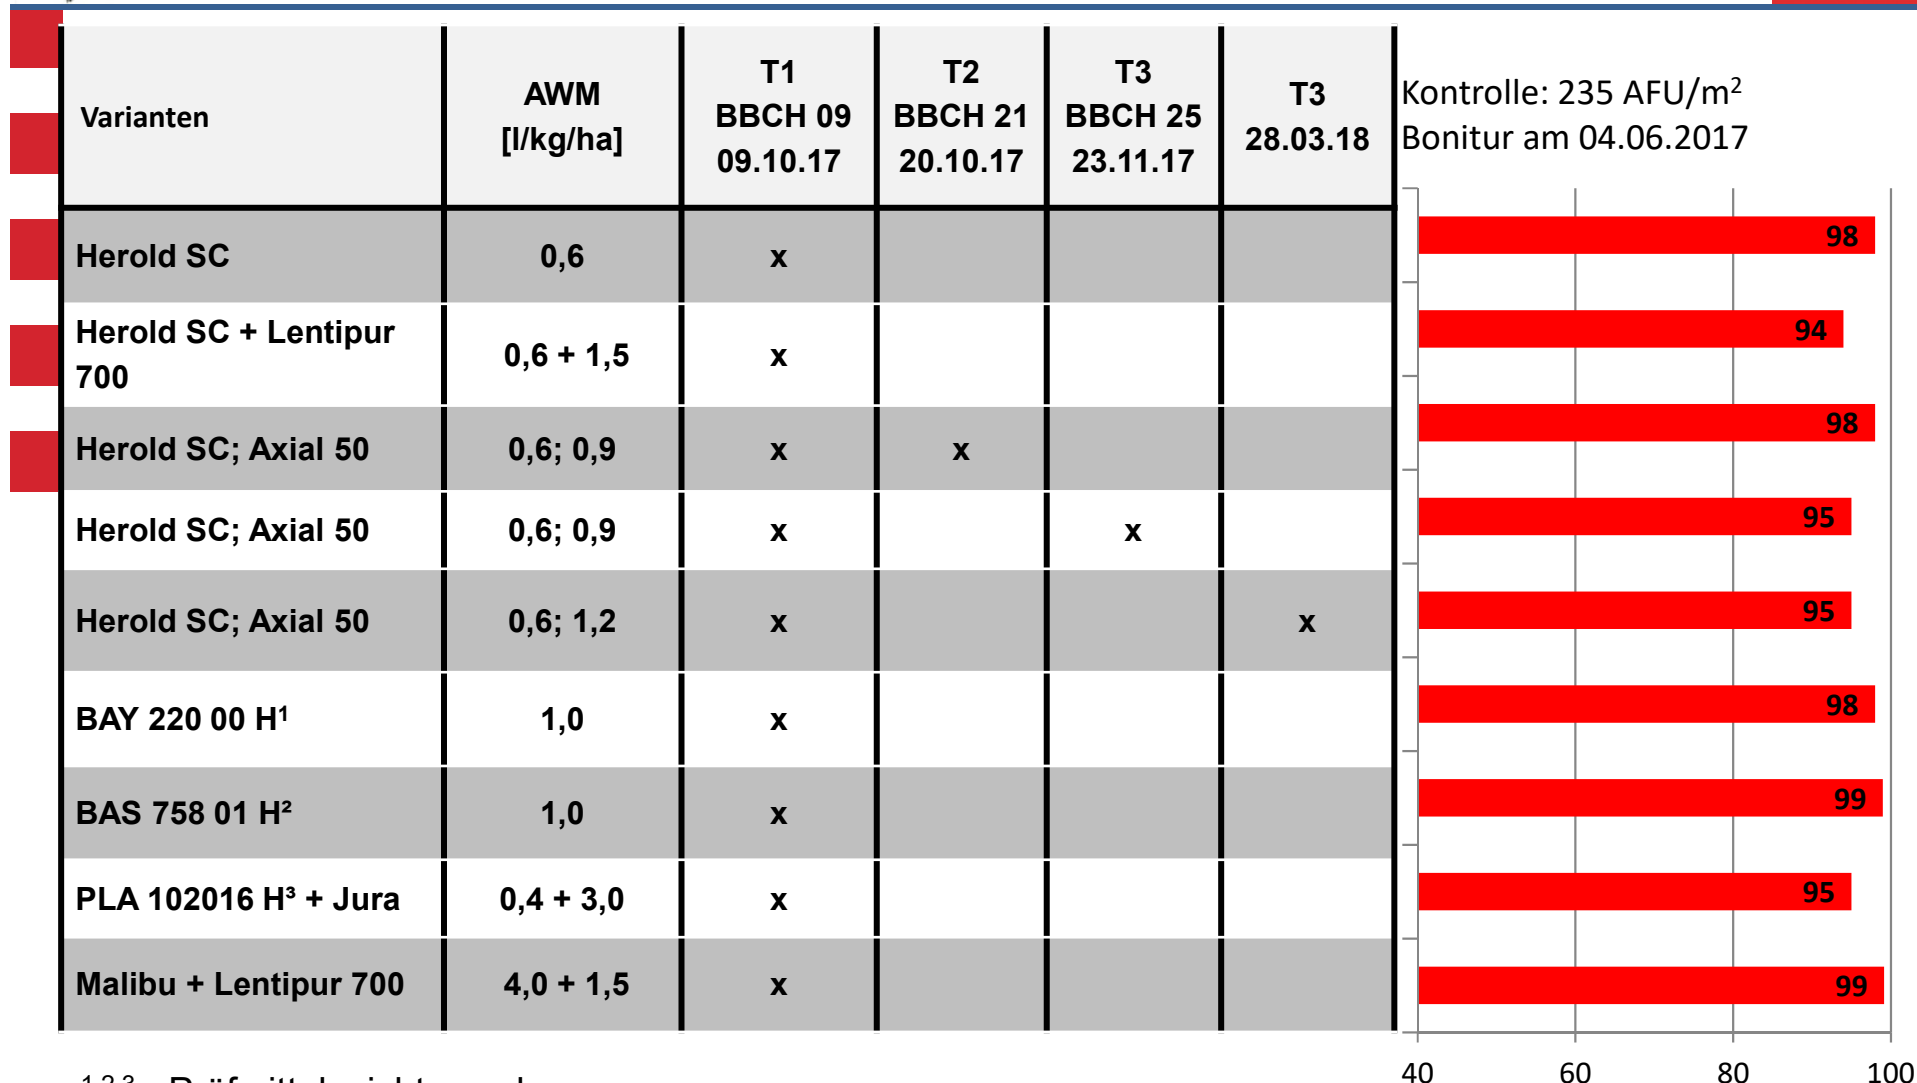 Varianten
AWM
[l/kg/ha]
T1
BBCH 09
09.10.17
T2
BBCH 21
20.10.17
T3
BBCH 25
23.11.17
T3
28.03.18
Kontrolle: 235 AFU/m²
Bonitur am 04.06.2017
Herold SC 0,6 x 98
Herold SC + Lentipur
700 0,6 + 1,5 x 94
Herold SC; Axial 50 0,6; 0,9 x x 98
Herold SC; Axial 50 0,6; 0,9 x x 95
Herold SC; Axial 50 0,6; 1,2 x x 95
BAY 220 00 H¹ 1,0 x 98
BAS 758 01 H² 1,0 x 99
PLA 102016 H³ + Jura 0,4 + 3,0 x 95
Malibu + Lentipur 700 4,0 + 1,5 x 99
40 60 80 100